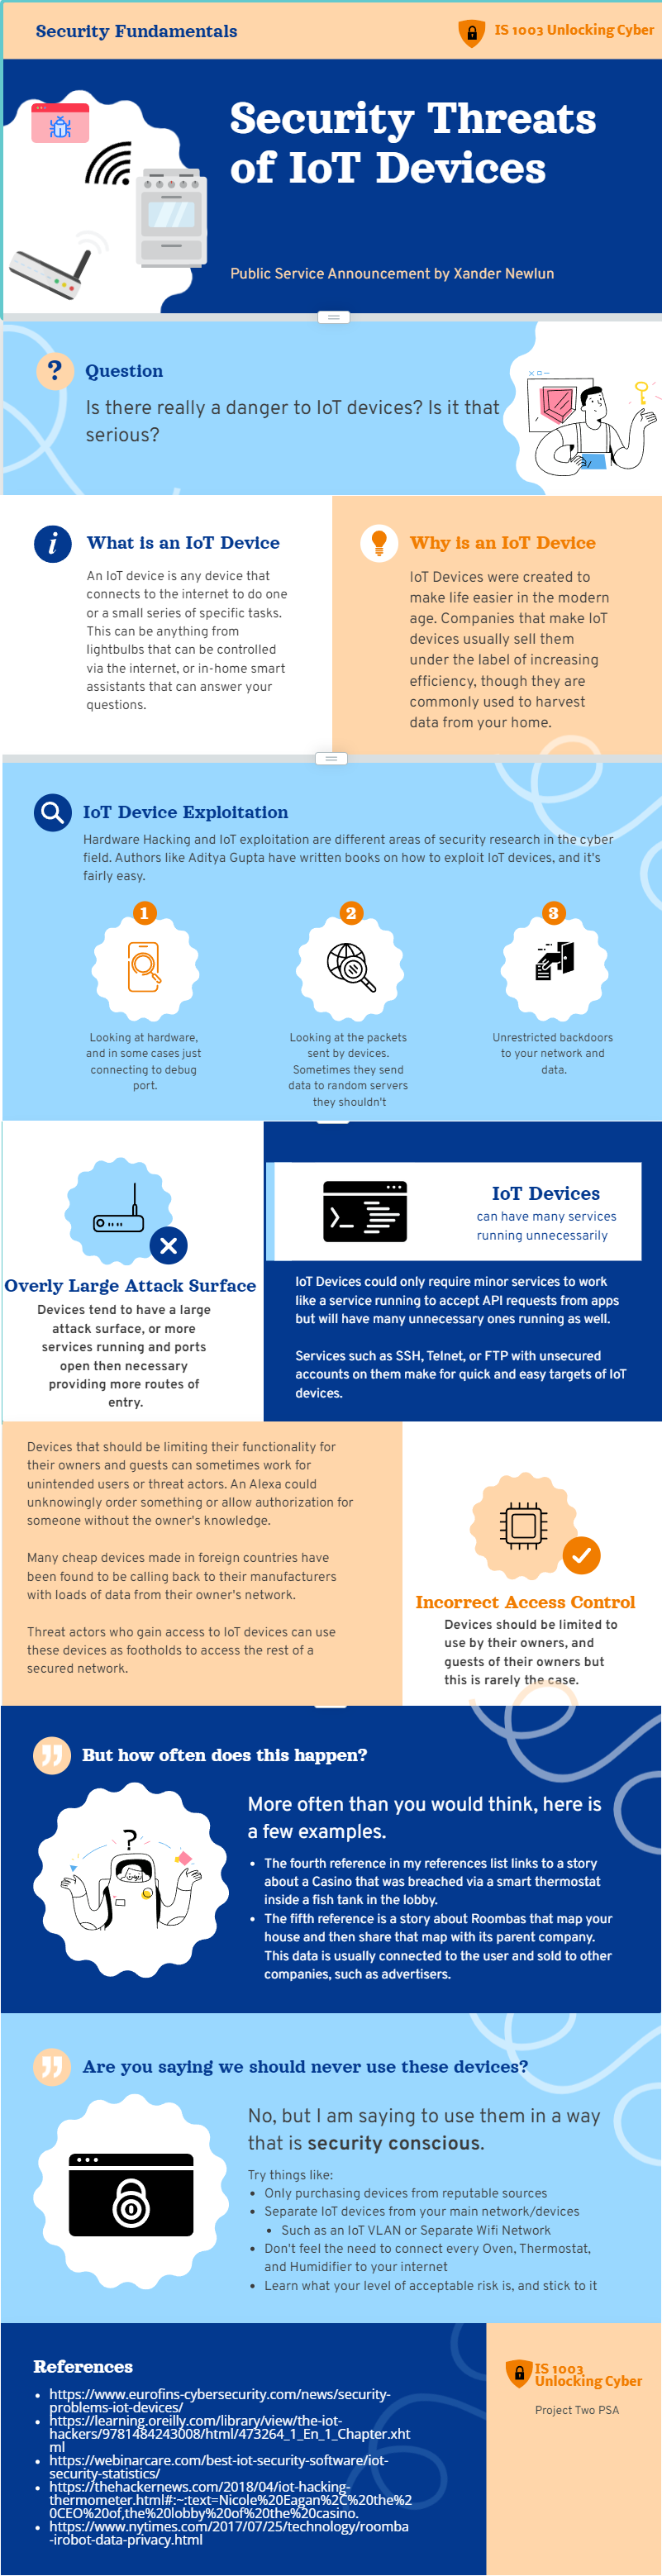 Security Fundamentals
IS 1003 Unlocking Cyber
Security Threats
of IoT Devices
Public Service Announcement by Xander Newlun
?
Question
Is there really a danger to IoT devices? Is it that
serious?
i
What is an IoT Device
An IoT device is any device that
connects to the internet to do one
or a small series of specific tasks.
This can be anything from
lightbulbs that can be controlled
via the internet, or in-home smart
assistants that can answer your
questions.
Why is an IoT Device
IoT Devices were created to
make life easier in the modern
age. Companies that make IoT
devices usually sell them
under the label of increasing
efficiency, though they are
commonly used to harvest
data from your home.
IoT Device Exploitation
Hardware Hacking and IoT exploitation are different areas of security research in the cyber
field. Authors like Aditya Gupta have written books on how to exploit IoT devices, and it's
fairly easy.
1
Looking at hardware,
and in some cases just
connecting to debug
port.
2
Looking at the packets
sent by devices.
Sometimes they send
data to random servers
they shouldn't
3
Unrestricted backdoors
to your network and
data.
Overly Large Attack Surface
Devices tend to have a large
attack surface, or more
services running and ports
open then necessary
providing more routes of
entry.
IoT Devices
can have many services
running unnecessarily
IoT Devices could only require minor services to work
like a service running to accept API requests from apps
but will have many unnecessary ones running as well.
Services such as SSH, Telnet, or FTP with unsecured
accounts on them make for quick and easy targets of IoT
devices.
Devices that should be limiting their functionality for
their owners and guests can sometimes work for
unintended users or threat actors. An Alexa could
unknowingly order something or allow authorization for
someone without the owner's knowledge.
Many cheap devices made in foreign countries have
been found to be calling back to their manufacturers
with loads of data from their owner's network.
Threat actors who gain access to IoT devices can use
these devices as footholds to access the rest of a
secured network.
Incorrect Access Control
Devices should be limited to
use by their owners, and
guests of their owners but
this is rarely the case.
But how often does this happen?
?
More often than you would think, here is
a few examples.
• The fourth reference in my references list links to a story
about a Casino that was breached via a smart thermostat
inside a fish tank in the lobby.
• The fifth reference is a story about Roombas that map your
house and then share that map with its parent company.
This data is usually connected to the user and sold to other
companies, such as advertisers.
Are you saying we should never use these devices?
No, but I am saying to use them in a way
that is security conscious.
Try things like:
• Only purchasing devices from reputable sources
• Separate IoT devices from your main network/devices
• Such as an IoT VLAN or Separate Wifi Network
• Don't feel the need to connect every Oven, Thermostat,
and Humidifier to your internet
• Learn what your level of acceptable risk is, and stick to it
References
• https://www.eurofins-cybersecurity.com/news/security-
problems-iot-devices/
• https://learning.oreilly.com/library/view/the-iot-
hackers/9781484243008/html/473264_1_En_1_Chapter.xht
ml
• https://webinarcare.com/best-iot-security-software/iot-
security-statistics/
• https://thehackernews.com/2018/04/iot-hacking-
thermometer.html#:~:text=Nicole%20Eagan%2C%20the%2
0CEO%20of,the%20lobby%20of%20the%20casino.
• https://www.nytimes.com/2017/07/25/technology/roomba
-irobot-data-privacy.html
IS 1003
Unlocking Cyber
Project Two PSA